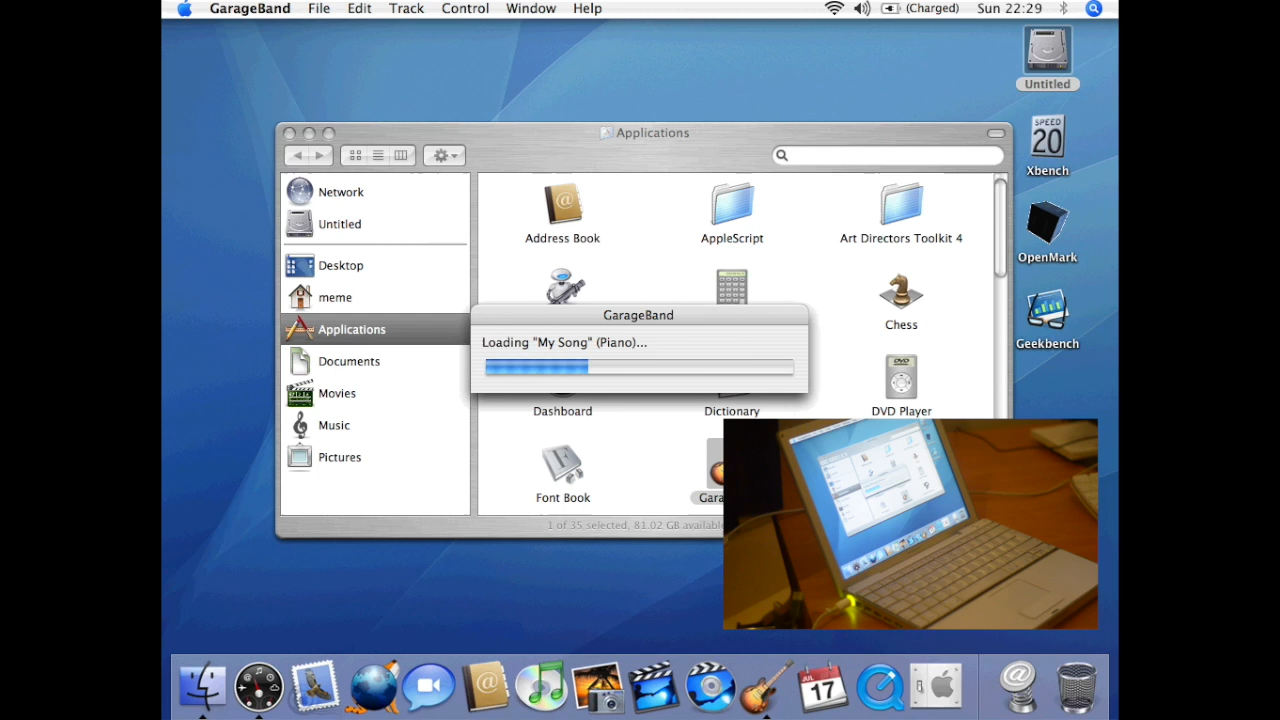 GarageBand File Edit Track Control Window Help (Charged) Sun 22:29
Untitled
Applications
SPEED
20
Xbench
Network
Untitled
Address Book AppleScript Art Directors Toolkit 4
OpenMark
Desktop
meme
GarageBand
Chess
Applications
Loading "My Song" (Piano)...
Geekbench
Documents
DVD
Movies
Dashboard Dictionary DVD Player
Music
Pictures
Font Book Gara
1 of 35 selected, 81.02 GB available
JUL
17